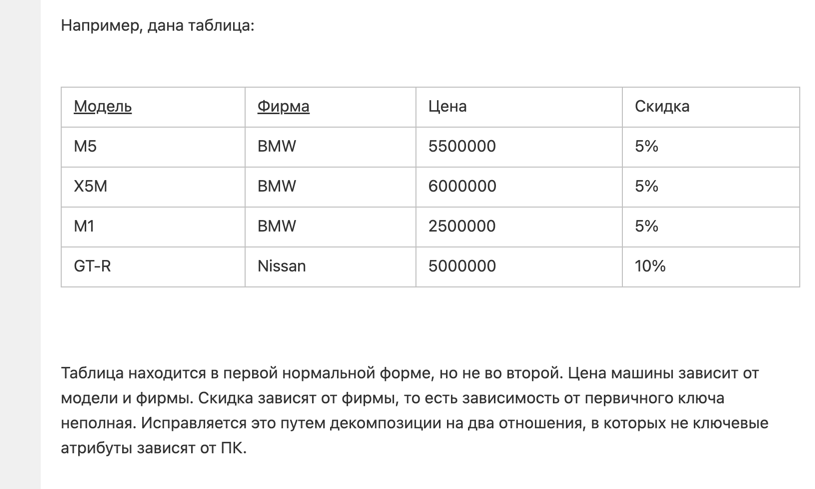 Например, дана таблица:
Модель Фирма Цена Скидка
M5 BMW 5500000 5%
X5M BMW 6000000 5%
M1 BMW 2500000 5%
GT-R Nissan 5000000 10%
Таблица находится в первой нормальной форме, но не во второй. Цена машины зависит от
модели и фирмы. Скидка зависят от фирмы, то есть зависимость от первичного ключа
неполная. Исправляется это путем декомпозиции на два отношения, в которых не ключевые
атрибуты зависят от ПК.